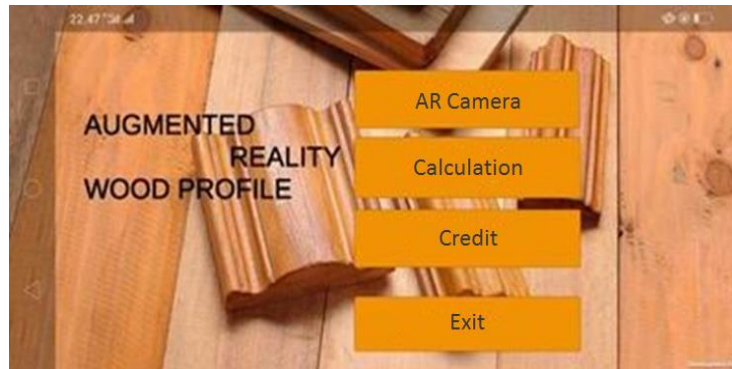 22.47
AUGMENTED
REALITY
WOOD PROFILE
AR Camera
Calculation
Credit
Exit